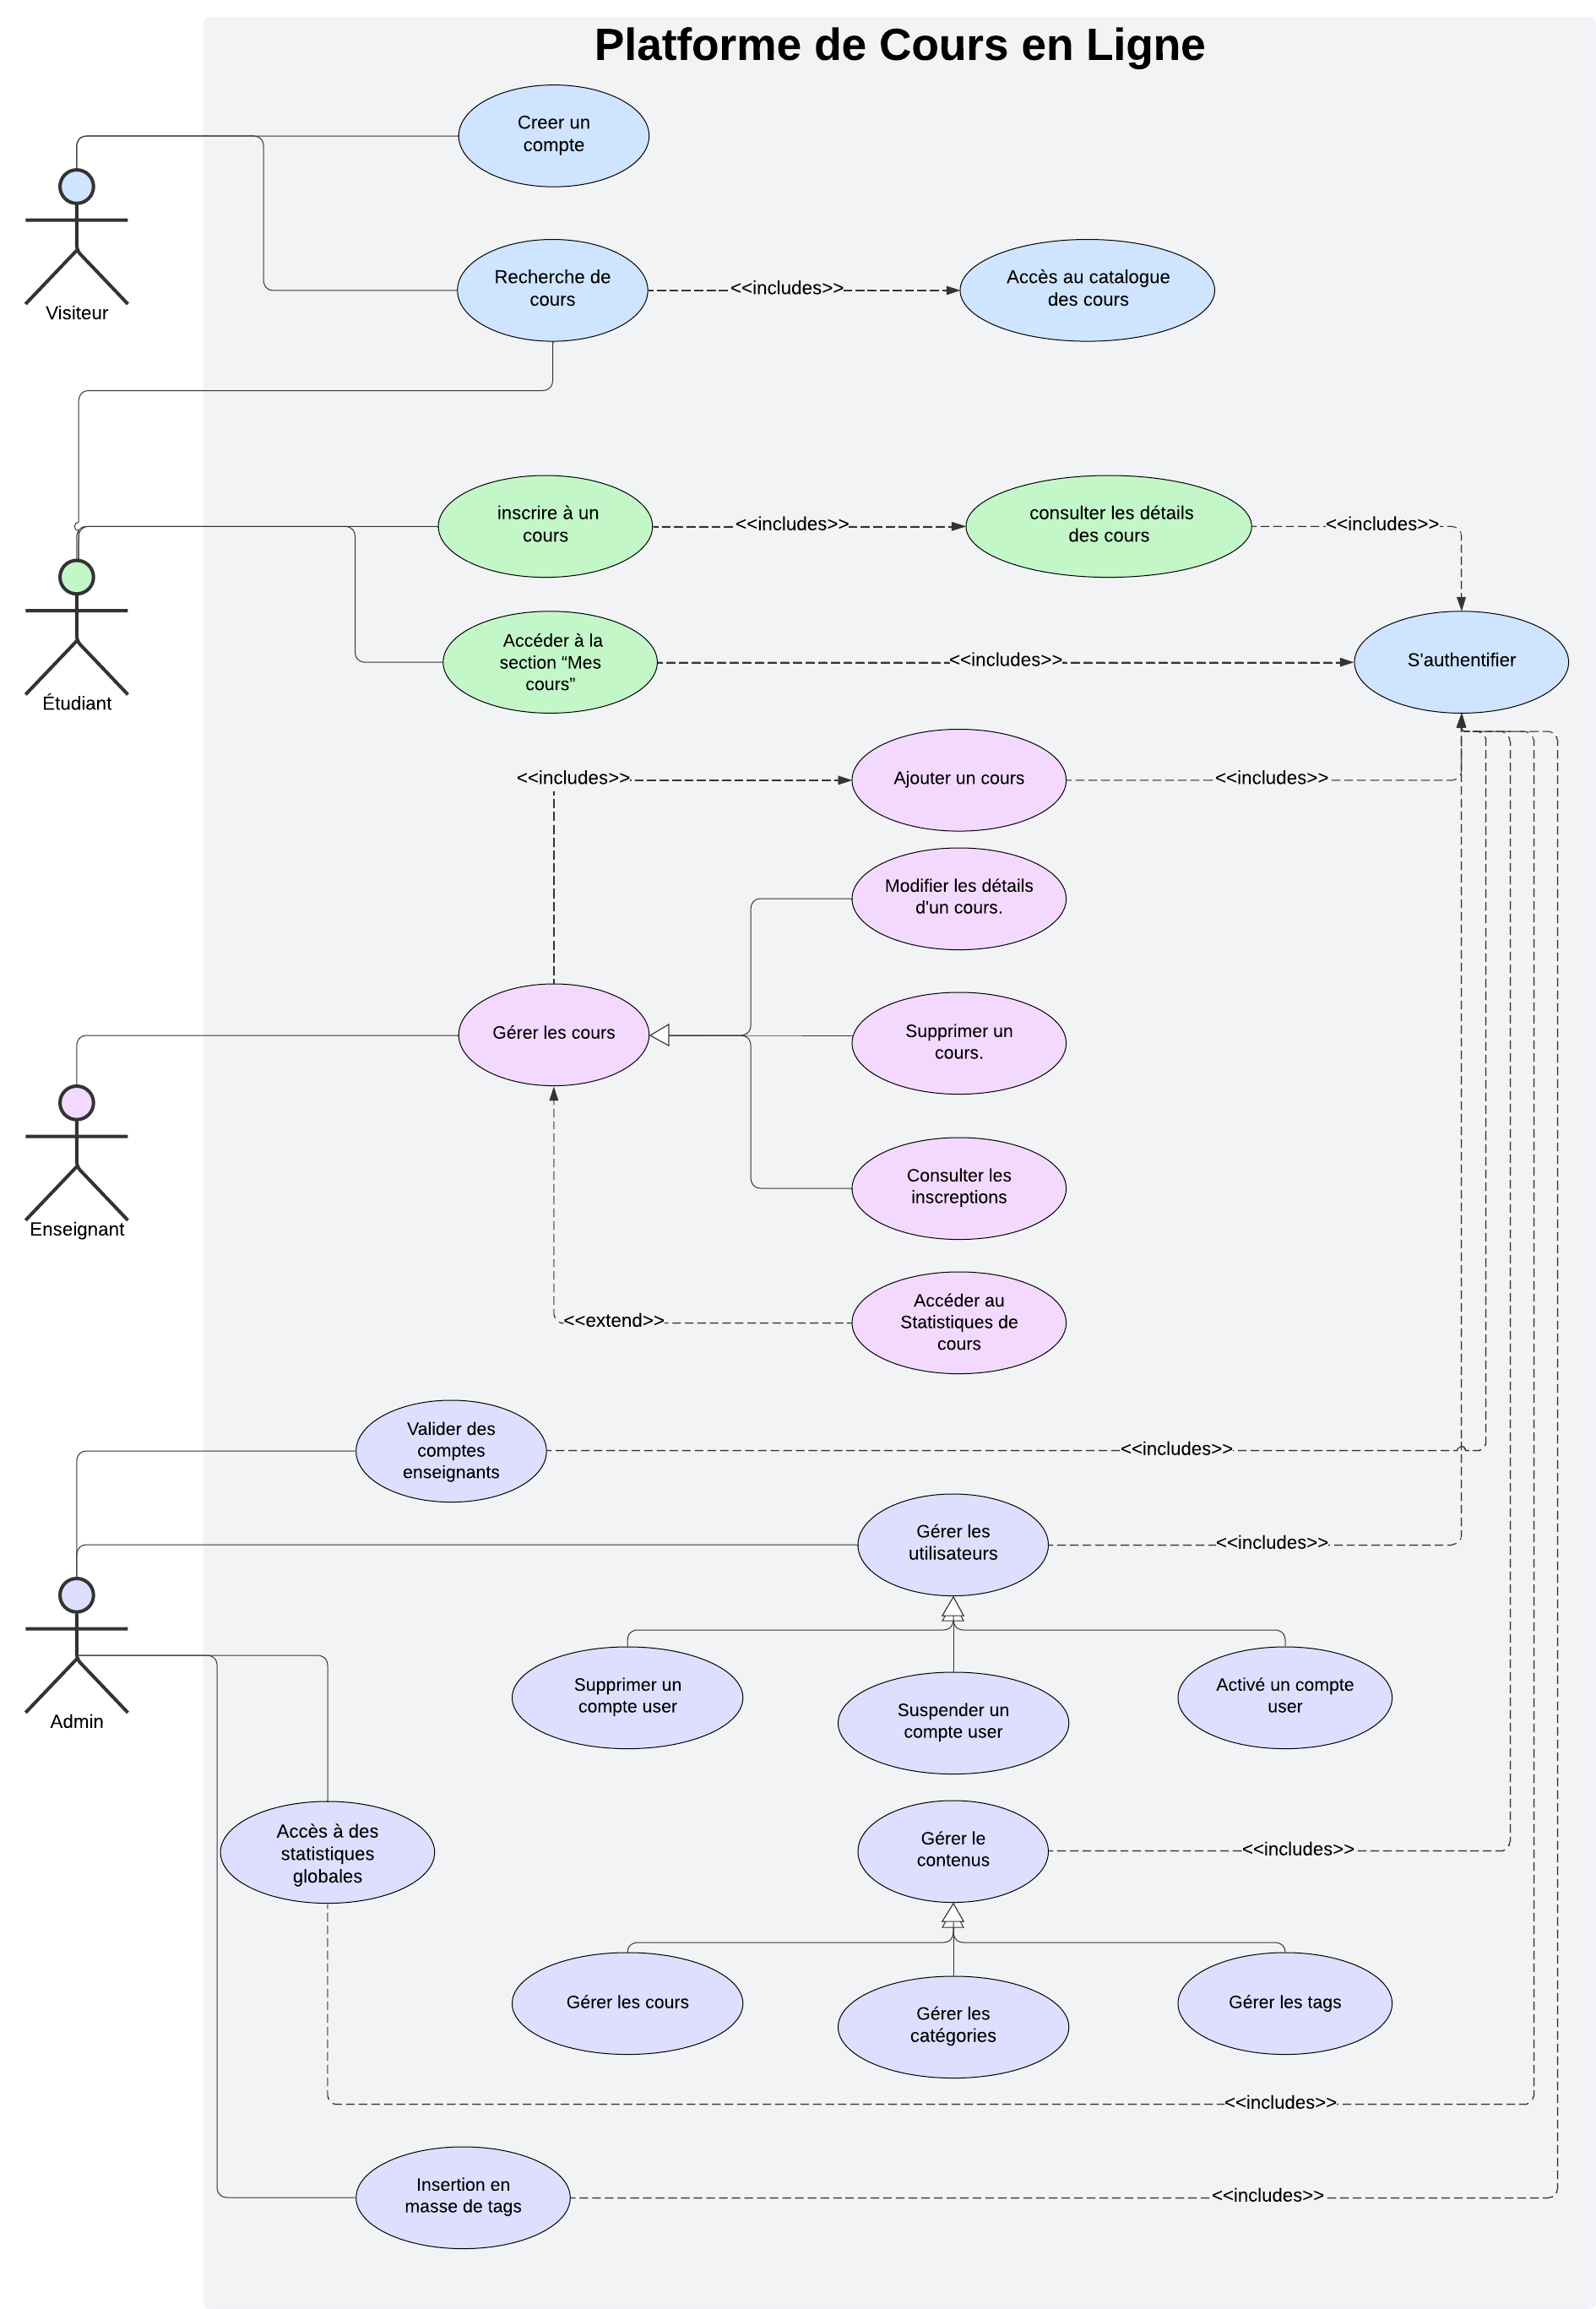 Platforme de Cours en Ligne
Creer un
compte
Visiteur
Recherche de
cours
<<includes>>
Accès au catalogue
des cours
inscrire à un
cours
<<includes>>
consulter les détails
des cours
<<includes>>
Étudiant
Accéder à la
section “Mes
cours”
<<includes>>
S'authentifier
<<includes>>
Ajouter un cours
<<includes>>
Modifier les détails
d'un cours.
Gérer les cours
Supprimer un
cours.
Enseignant
Consulter les
inscreptions
<<extend>>
Accéder au
Statistiques de
cours
Valider des
comptes
enseignants
<<includes>>
Gérer les
utilisateurs
<<includes>>
Admin
Supprimer un
compte user
Suspender un
compte user
Activé un compte
user
Accès à des
statistiques
globales
Gérer le
contenus
<<includes>>
Gérer les cours
Gérer les
catégories
Gérer les tags
<<includes>>
Insertion en
masse de tags
<<includes>>